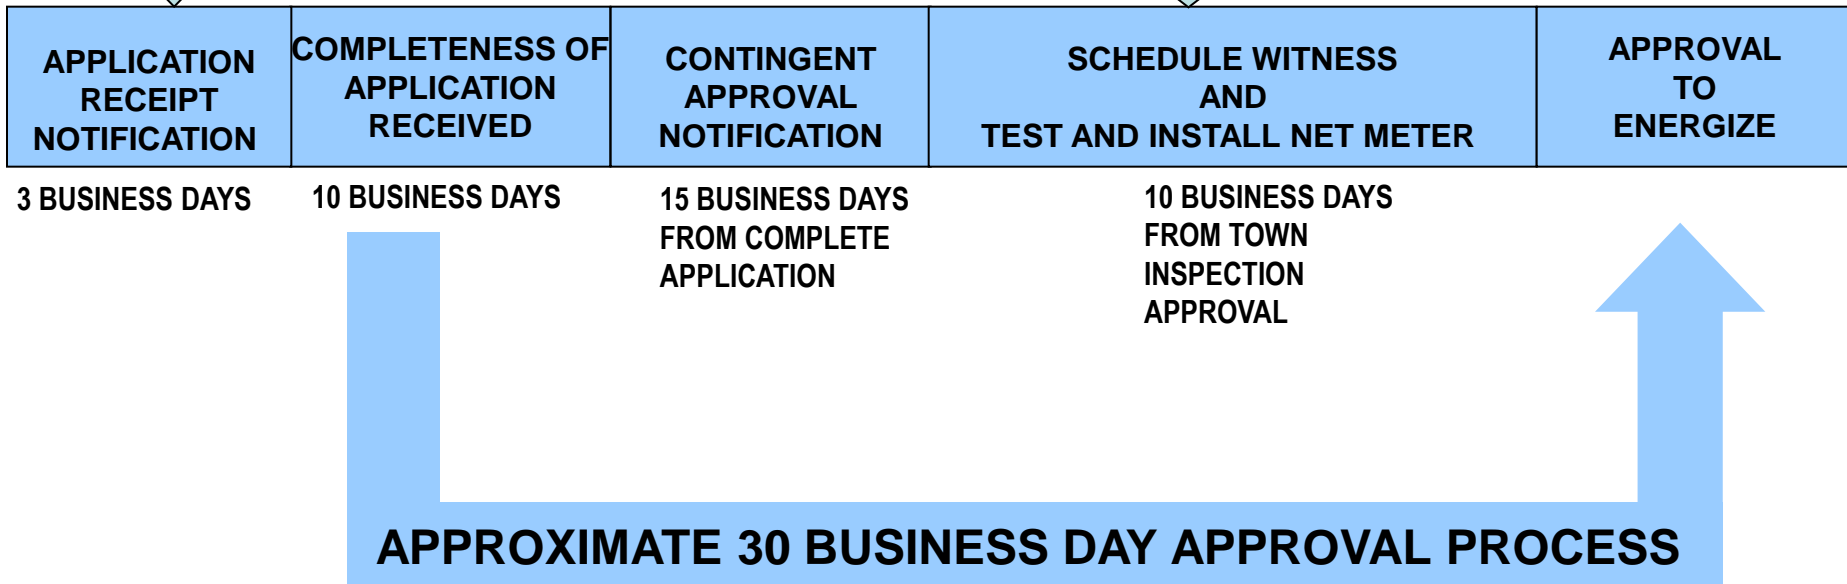 APPLICATION
RECEIPT
NOTIFICATION
COMPLETENESS OF
APPLICATION
RECEIVED
CONTINGENT
APPROVAL
NOTIFICATION
SCHEDULE WITNESS
AND
TEST AND INSTALL NET METER
APPROVAL
TO
ENERGIZE
3 BUSINESS DAYS
10 BUSINESS DAYS
15 BUSINESS DAYS
FROM COMPLETE
APPLICATION
10 BUSINESS DAYS
FROM TOWN
INSPECTION
APPROVAL
APPROXIMATE 30 BUSINESS DAY APPROVAL PROCESS